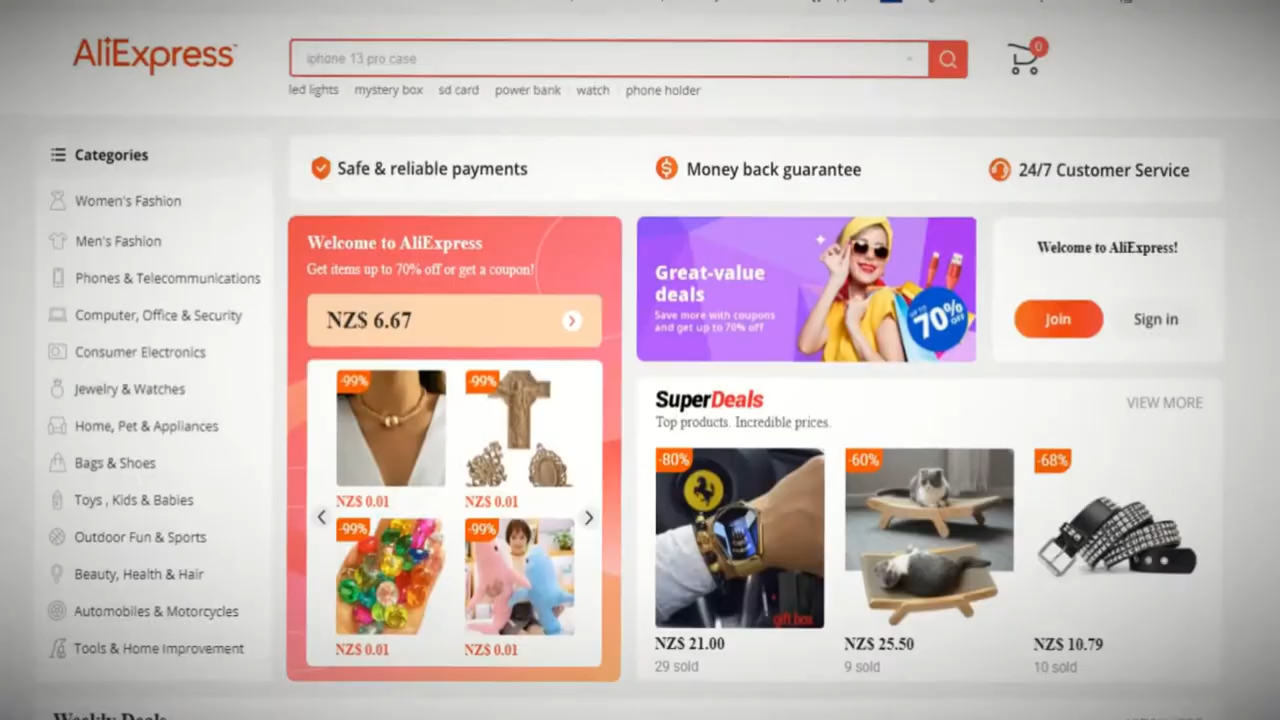 AliExpress
iphone 13 pro case
0
led lights mystery box sd card power bank watch phone holder
Categories
Women's Fashion
Men's Fashion
Phones & Telecommunications
Computer, Office & Security
Consumer Electronics
Jewelry & Watches
Home, Pet & Appliances
Bags & Shoes
Toys , Kids & Babies
Outdoor Fun & Sports
Beauty, Health & Hair
Automobiles & Motorcycles
Tools & Home Improvement
Safe & reliable payments
Money back guarantee
24/7 Customer Service
Welcome to AliExpress
Get items up to 70% off or get a coupon!
NZ$ 6.67
-99%
-99%
NZ$ 0.01
NZ$ 0.01
-99%
-99%
NZ$ 0.01
NZ$ 0.01
Great-value
deals
Save more with coupons
and get up to 70% off
UP TO
70%
OFF
Welcome to AliExpress!
Join
Sign in
SuperDeals
VIEW MORE
Top products. Incredible prices.
-80%
gift box
NZ$ 21.00
29 sold
-60%
NZ$ 25.50
9 sold
-68%
NZ$ 10.79
10 sold
Weekly Deals